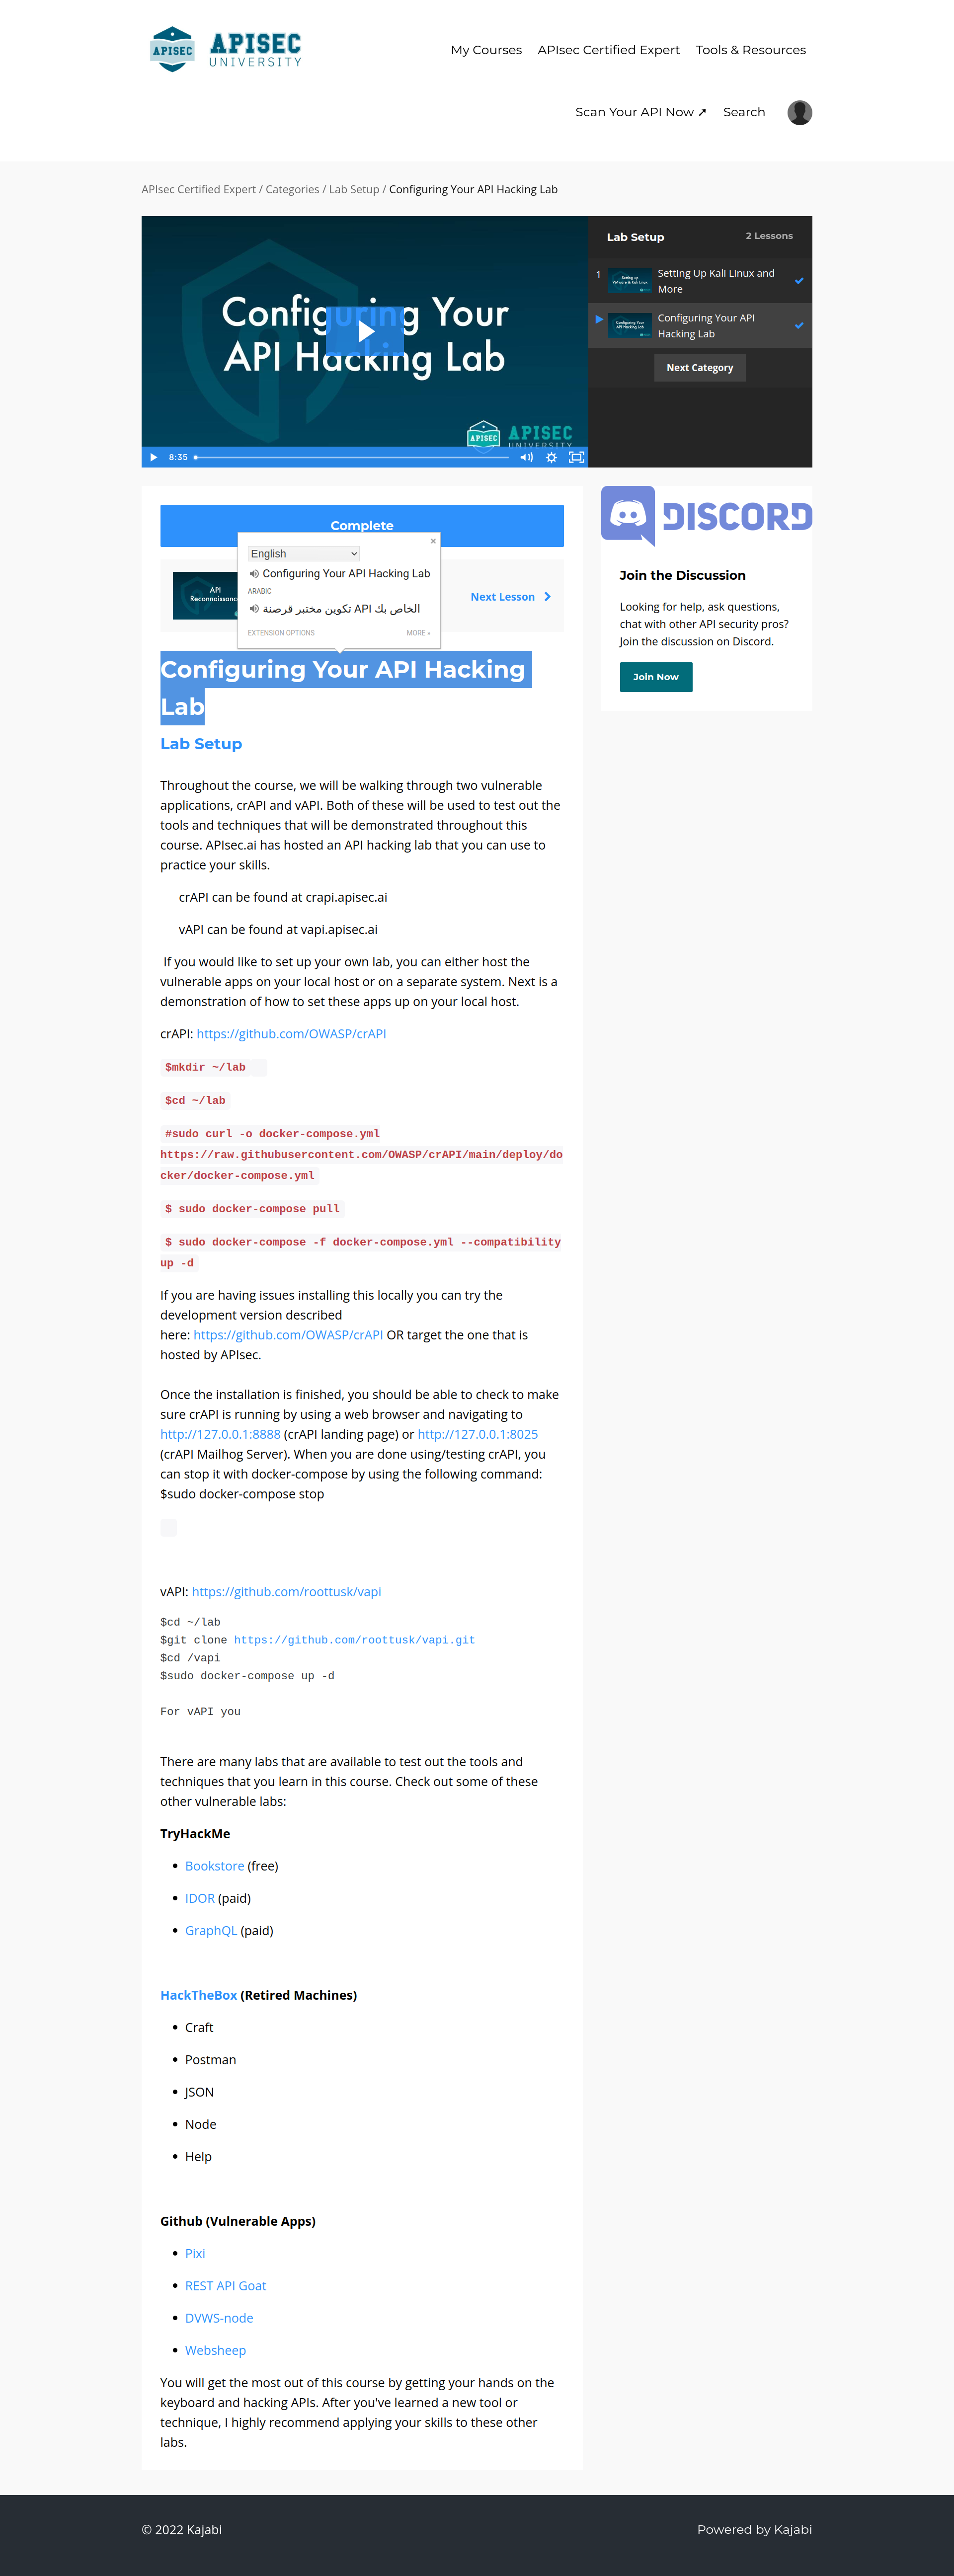 APISEC
APISEC
UNIVERSITY
My Courses
APIsec Certified Expert
Tools & Resources
Scan Your API Now ↗
Search
APIsec Certified Expert / Categories / Lab Setup / Configuring Your API Hacking Lab
Configuring Your
API Hacking Lab
APISEC
APISEC
UNIVERSITY
8:35
Lab Setup
2 Lessons
1
Setting Up Kali Linux and
More
Configuring Your API
Hacking Lab
Next Category
Complete
API
Reconnaissance
Next Lesson
English
Configuring Your API Hacking Lab
ARABIC
تكوين مختبر قرصنة API الخاص بك
EXTENSION OPTIONS
MORE »
Configuring Your API Hacking
Lab
Lab Setup
Throughout the course, we will be walking through two vulnerable
applications, crAPI and vAPI. Both of these will be used to test out the
tools and techniques that will be demonstrated throughout this
course. APIsec.ai has hosted an API hacking lab that you can use to
practice your skills.
crAPI can be found at crapi.apisec.ai
vAPI can be found at vapi.apisec.ai
If you would like to set up your own lab, you can either host the
vulnerable apps on your local host or on a separate system. Next is a
demonstration of how to set these apps up on your local host.
crAPI: https://github.com/OWASP/crAPI
$mkdir ~/lab
$cd ~/lab
#sudo curl -o docker-compose.yml
https://raw.githubusercontent.com/OWASP/crAPI/main/deploy/do
cker/docker-compose.yml
$ sudo docker-compose pull
$ sudo docker-compose -f docker-compose.yml --compatibility
up -d
If you are having issues installing this locally you can try the
development version described
here: https://github.com/OWASP/crAPI OR target the one that is
hosted by APIsec.
Once the installation is finished, you should be able to check to make
sure crAPI is running by using a web browser and navigating to
http://127.0.0.1:8888 (crAPI landing page) or http://127.0.0.1:8025
(crAPI Mailhog Server). When you are done using/testing crAPI, you
can stop it with docker-compose by using the following command:
$sudo docker-compose stop
vAPI: https://github.com/roottusk/vapi
$cd ~/lab
$git clone https://github.com/roottusk/vapi.git
$cd /vapi
$sudo docker-compose up -d
For vAPI you
There are many labs that are available to test out the tools and
techniques that you learn in this course. Check out some of these
other vulnerable labs:
TryHackMe
• Bookstore (free)
• IDOR (paid)
• GraphQL (paid)
HackTheBox (Retired Machines)
• Craft
• Postman
• JSON
• Node
• Help
Github (Vulnerable Apps)
• Pixi
• REST API Goat
• DVWS-node
• Websheep
You will get the most out of this course by getting your hands on the
keyboard and hacking APIs. After you've learned a new tool or
technique, I highly recommend applying your skills to these other
labs.
DISCORD
Join the Discussion
Looking for help, ask questions,
chat with other API security pros?
Join the discussion on Discord.
Join Now
© 2022 Kajabi
Powered by Kajabi